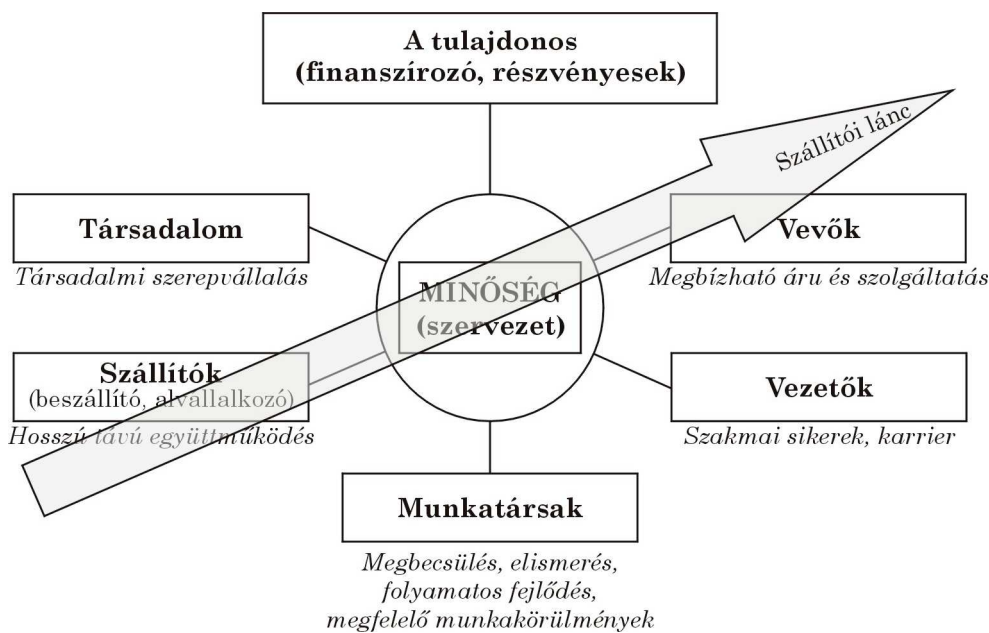 A tulajdonos
(finanszírozó, részvényesek)
Szállítói lánc
Társadalom
Társadalmi szerepvállalás
Vevők
Megbízható áru és szolgáltatás
MINŐSÉG
(szervezet)
Szállítók
(beszállító, alvállalkozó)
Hosszú távú együttműködés
Vezetők
Szakmai sikerek, karrier
Munkatársak
Megbecsülés, elismerés,
folyamatos fejlődés,
megfelelő munkakörülmények